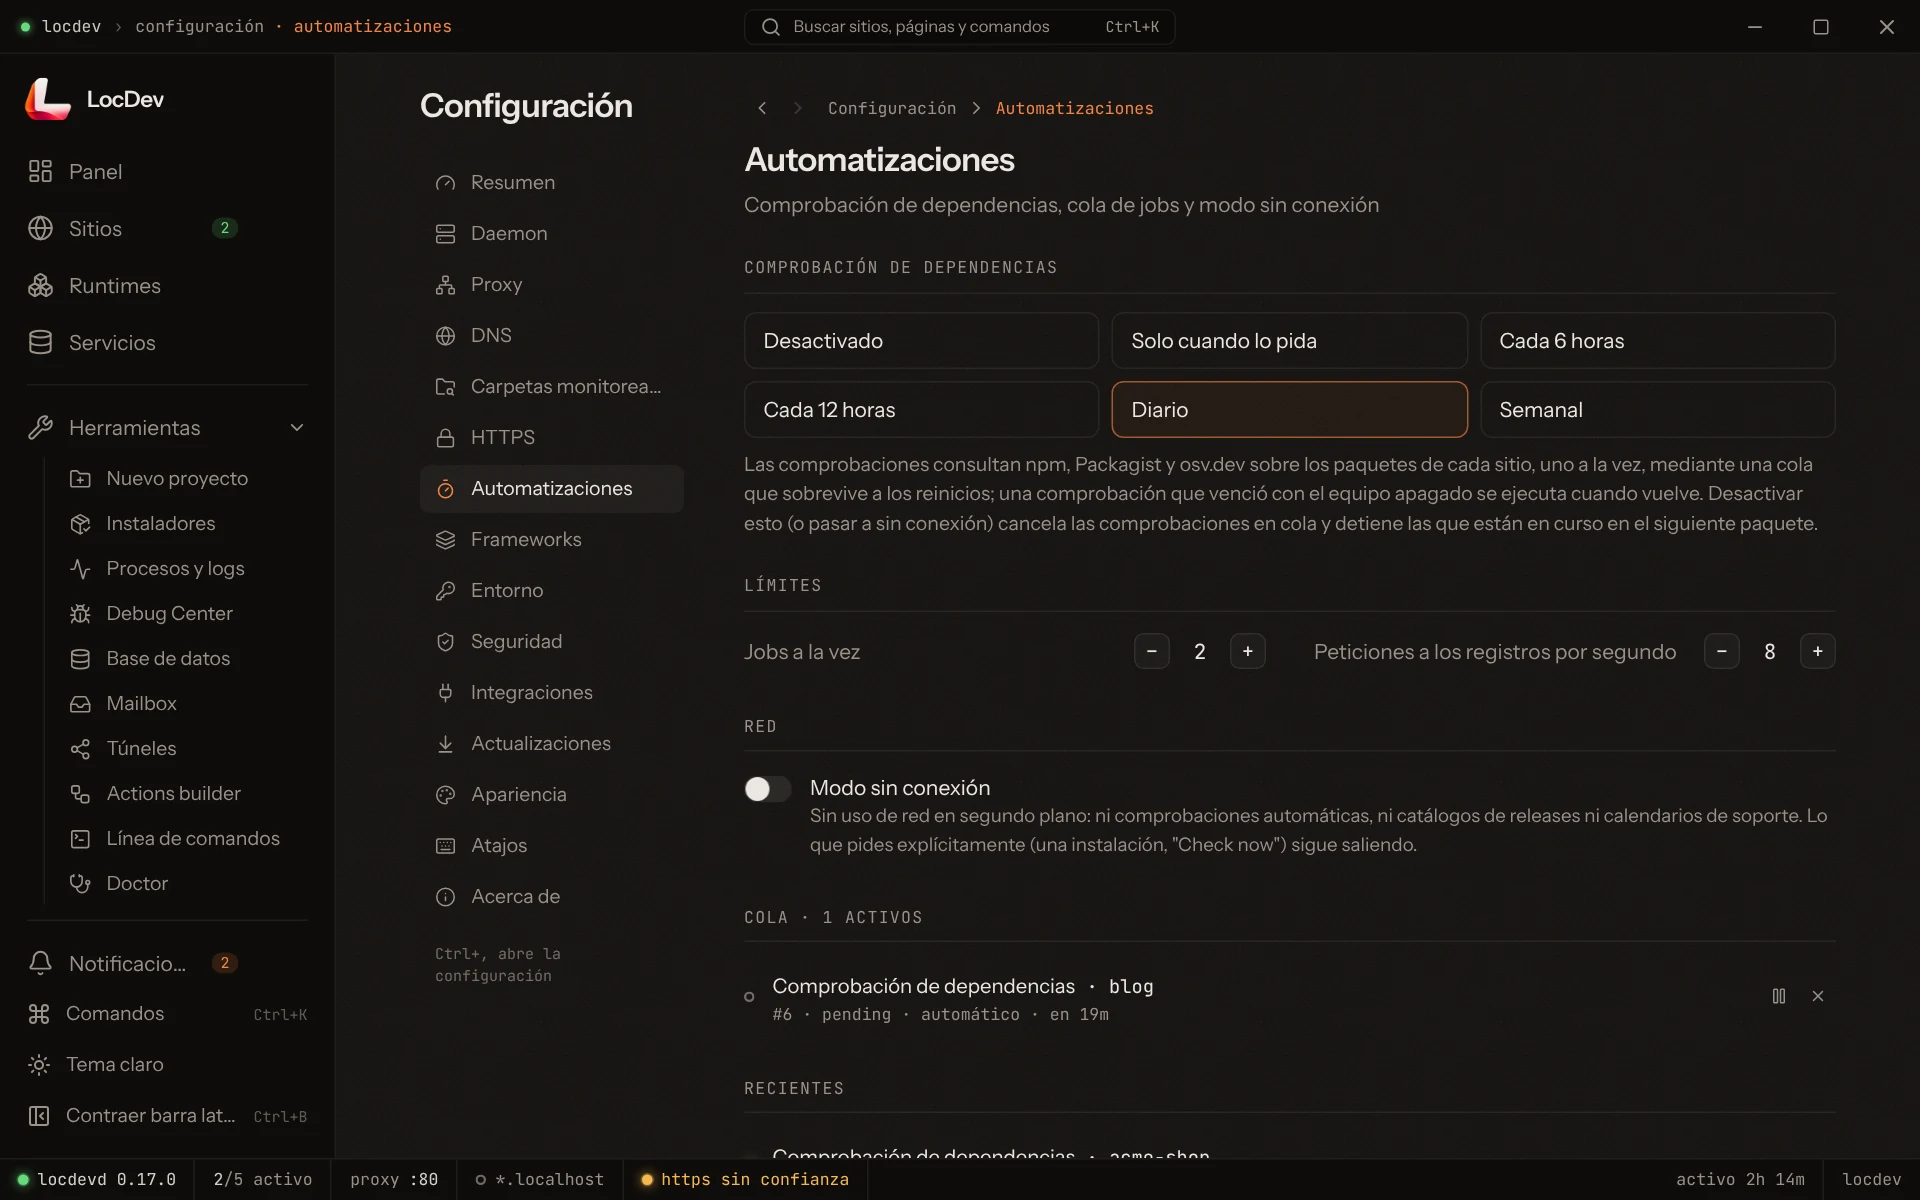 locdev › configuración · automatizaciones
Buscar sitios, páginas y comandos Ctrl+K
LocDev
Panel
Sitios 2
Runtimes
Servicios
Herramientas
Nuevo proyecto
Instaladores
Procesos y logs
Debug Center
Base de datos
Mailbox
Túneles
Actions builder
Línea de comandos
Doctor
Notificacio... 2
Comandos Ctrl+K
Tema claro
Contraer barra lat... Ctrl+B
Configuración
Resumen
Daemon
Proxy
DNS
Carpetas monitorea...
HTTPS
Automatizaciones
Frameworks
Entorno
Seguridad
Integraciones
Actualizaciones
Apariencia
Atajos
Acerca de
Ctrl+, abre la
configuración
Configuración > Automatizaciones
Automatizaciones
Comprobación de dependencias, cola de jobs y modo sin conexión
COMPROBACIÓN DE DEPENDENCIAS
Desactivado
Solo cuando lo pida
Cada 6 horas
Cada 12 horas
Diario
Semanal
Las comprobaciones consultan npm, Packagist y osv.dev sobre los paquetes de cada sitio, uno a la vez, mediante una cola
que sobrevive a los reinicios; una comprobación que venció con el equipo apagado se ejecuta cuando vuelve. Desactivar
esto (o pasar a sin conexión) cancela las comprobaciones en cola y detiene las que están en curso en el siguiente paquete.
LÍMITES
Jobs a la vez − 2 + Peticiones a los registros por segundo − 8 +
RED
Modo sin conexión
Sin uso de red en segundo plano: ni comprobaciones automáticas, ni catálogos de releases ni calendarios de soporte. Lo
que pides explícitamente (una instalación, "Check now") sigue saliendo.
COLA · 1 ACTIVOS
Comprobación de dependencias · blog
#6 · pending · automático · en 19m
RECIENTES
Comprobación de dependencias · acme-shop
locdevd 0.17.0 2/5 activo proxy :80 *.localhost https sin confianza activo 2h 14m locdev